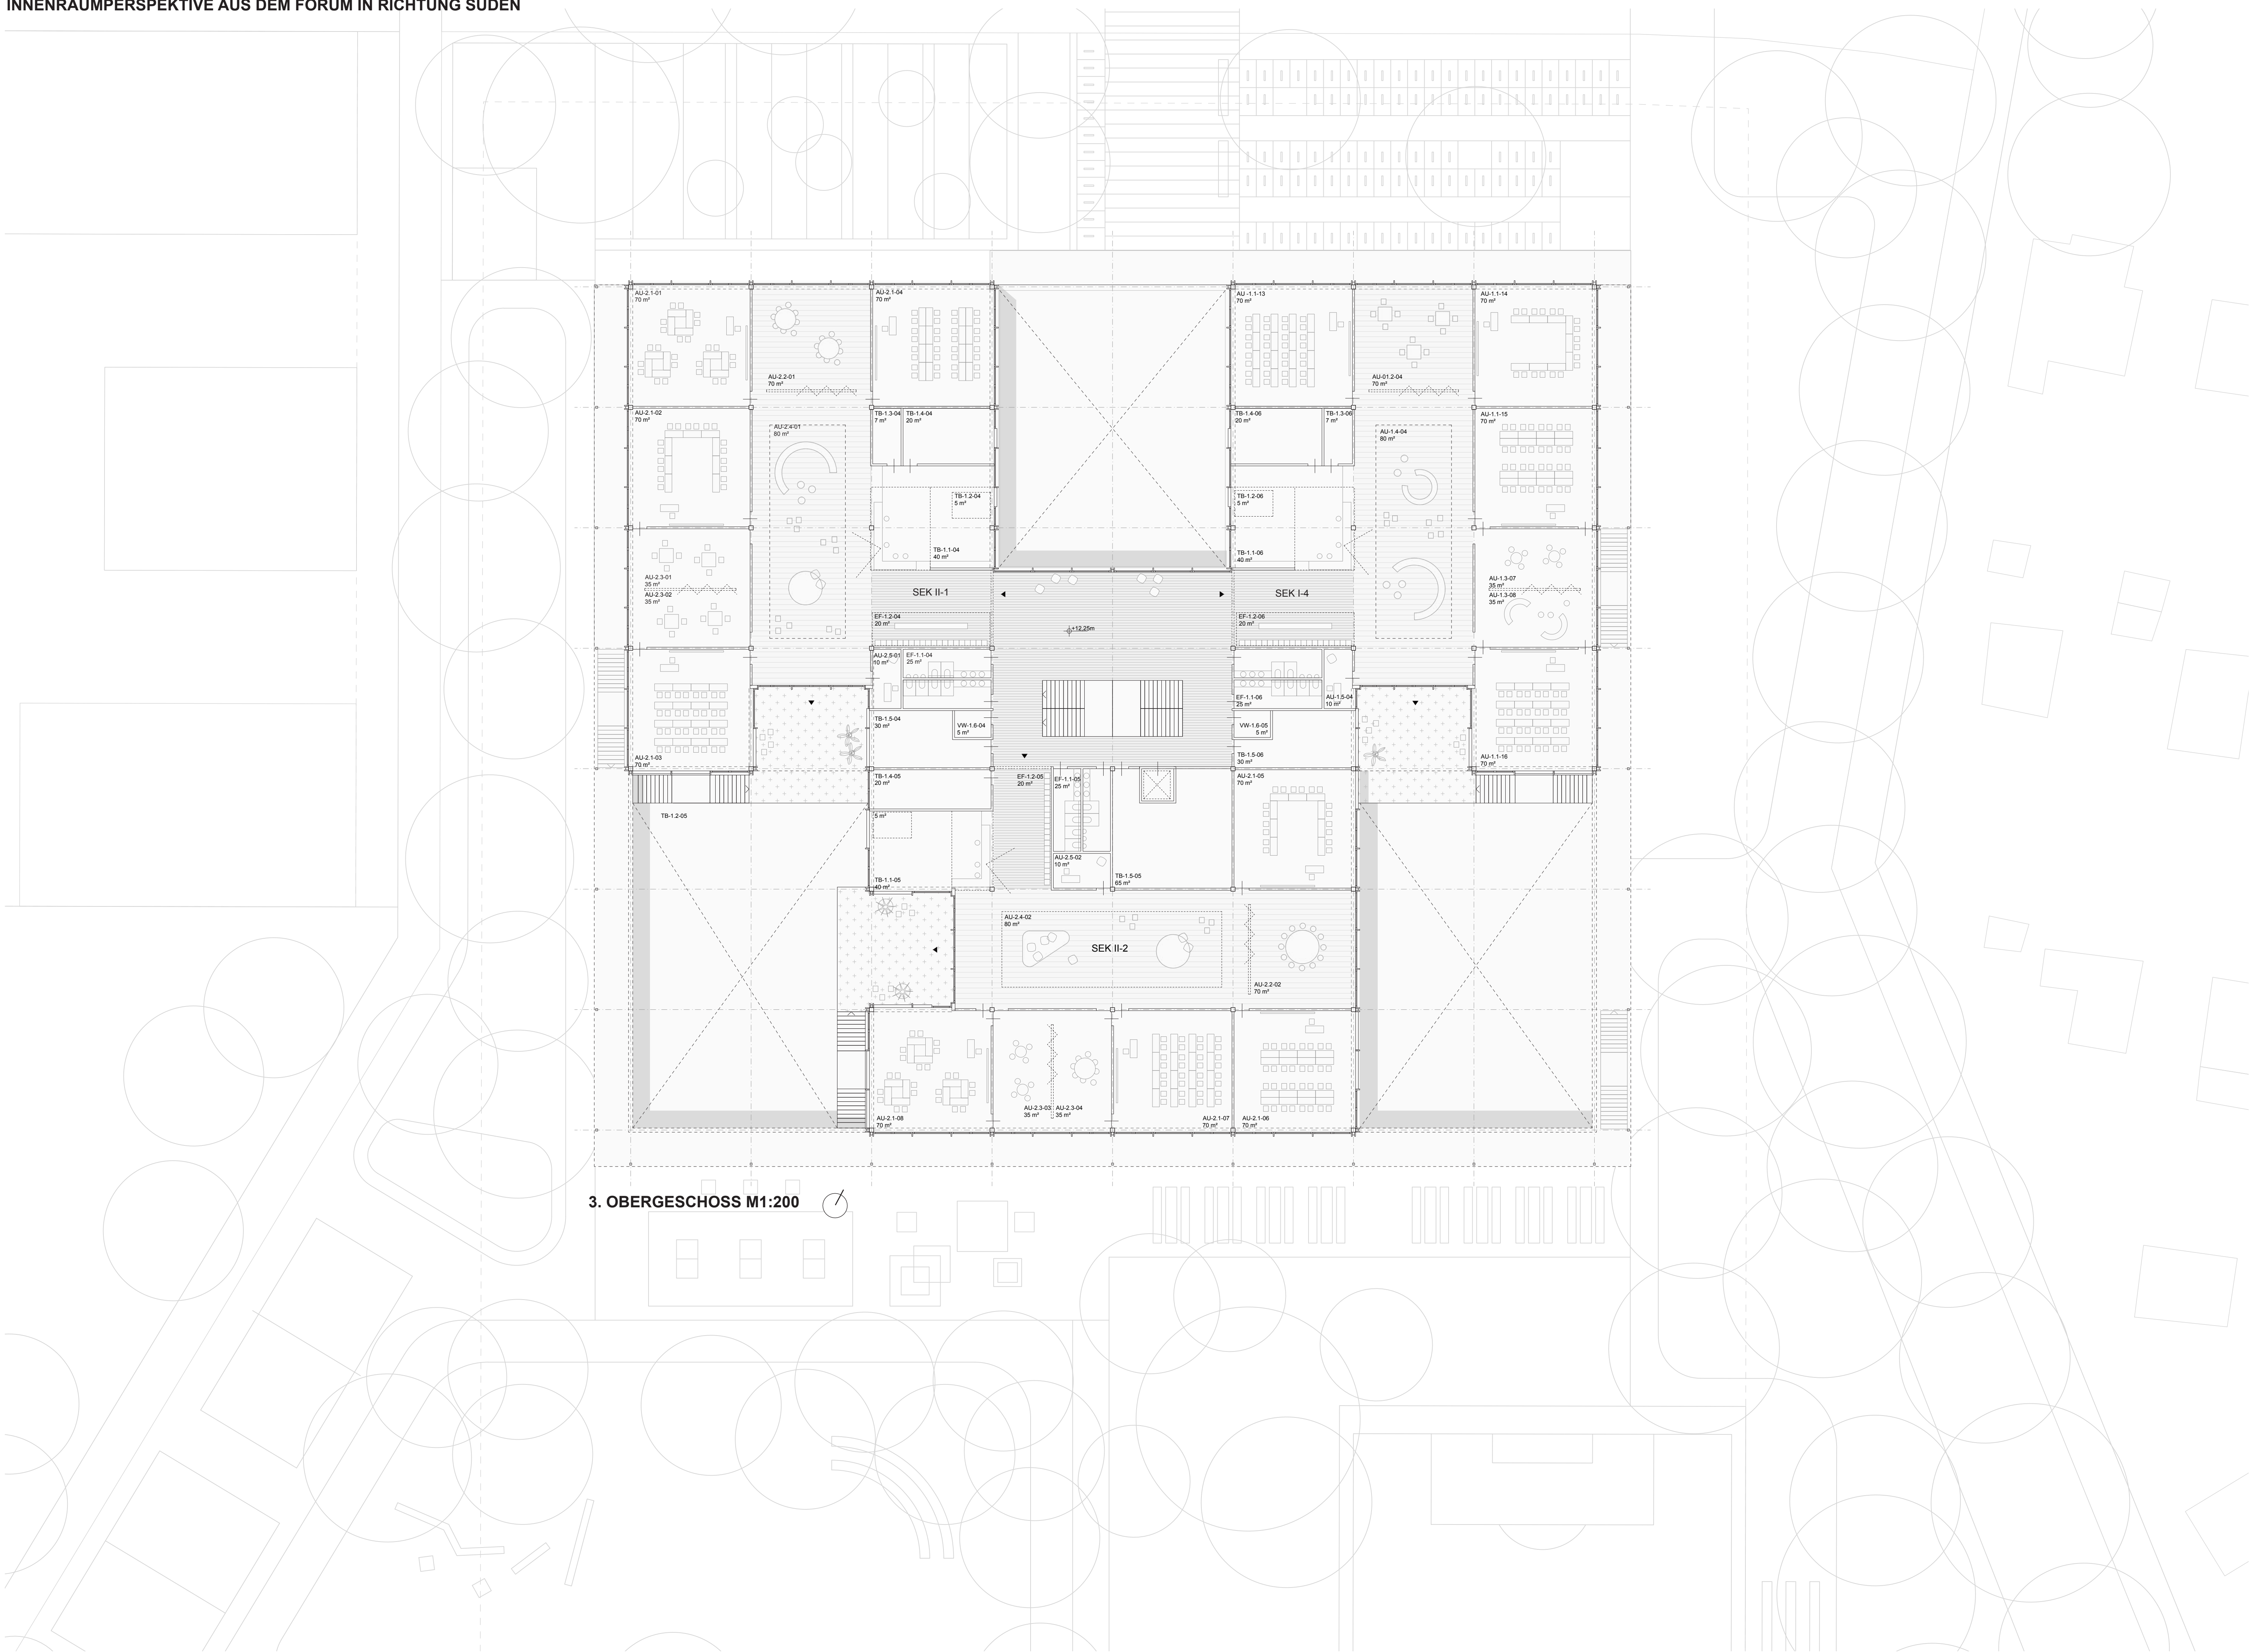 INNENRAUMPERSPEKTIVE AUS DEM FORUM IN RICHTUNG SÜDEN
AU-2.1-01
70 m²
AU-2.2-01
70 m²
AU-2.1-04
70 m²
AU -1.1-13
70 m²
AU-01.2-04
70 m²
AU-1.1-14
70 m²
AU-2.1-02
70 m²
AU-2.4-01
80 m²
TB-1.3-04
7 m²
TB-1.4-04
20 m²
TB-1.4-06
20 m²
TB-1.3-06
7 m²
AU-1.4-04
80 m²
AU-1.1-15
70 m²
TB-1.2-04
5 m²
TB-1.2-06
5 m²
TB-1.1-04
40 m²
TB-1.1-06
40 m²
AU-2.3-01
35 m²
AU-2.3-02
35 m²
SEK II-1
SEK I-4
AU-1.3-07
35 m²
AU-1.3-08
35 m²
EF-1.2-04
20 m²
+12,25m
EF-1.2-06
20 m²
AU-2.5-01
10 m²
EF-1.1-04
25 m²
EF-1.1-06
25 m²
AU-1.5-04
10 m²
TB-1.5-04
30 m²
VW-1.6-04
5 m²
VW-1.6-05
5 m²
TB-1.5-06
30 m²
AU-2.1-03
70 m²
AU-1.1-16
70 m²
TB-1.4-05
20 m²
EF-1.2-05
20 m²
EF-1.1-05
25 m²
AU-2.1-05
70 m²
TB-1.2-05
5 m²
AU-2.5-02
10 m²
TB-1.1-05
40 m²
TB-1.5-05
65 m²
AU-2.4-02
80 m²
SEK II-2
AU-2.2-02
70 m²
AU-2.1-08
70 m²
AU-2.3-03
35 m²
AU-2.3-04
35 m²
AU-2.1-07
70 m²
AU-2.1-06
70 m²
3. OBERGESCHOSS M1:200